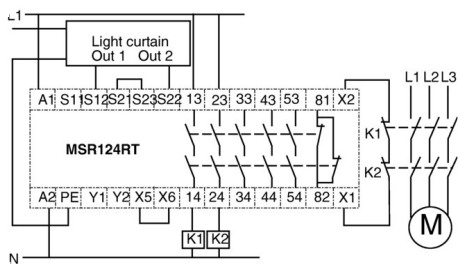 L1
Light curtain
Out 1 Out 2
A1 S11 S12 S21 S23 S22 13 23 33 43 53 81 X2
L1 L2 L3
K1
MSR124RT
K2
A2 PE Y1 Y2 X5 X6 14 24 34 44 54 82 X1
M
K1 K2
N